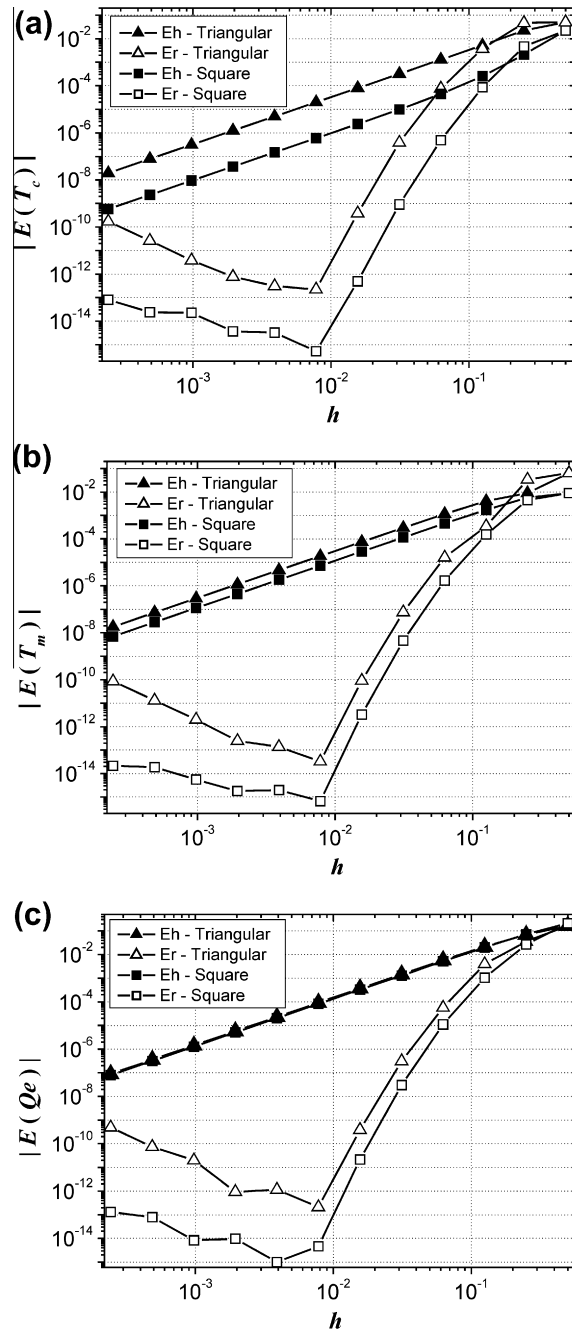 (a)
Eh - Triangular
Er - Triangular
Eh - Square
Er - Square
10⁻²
10⁻⁴
10⁻⁶
10⁻⁸
10⁻¹⁰
10⁻¹²
10⁻¹⁴
|E(T_c)|
10⁻³ 10⁻² 10⁻¹
h
(b)
Eh - Triangular
Er - Triangular
Eh - Square
Er - Square
10⁻²
10⁻⁴
10⁻⁶
10⁻⁸
10⁻¹⁰
10⁻¹²
10⁻¹⁴
|E(T_m)|
10⁻³ 10⁻² 10⁻¹
h
(c)
Eh - Triangular
Er - Triangular
Eh - Square
Er - Square
10⁻²
10⁻⁴
10⁻⁶
10⁻⁸
10⁻¹⁰
10⁻¹²
10⁻¹⁴
|E(Qe)|
10⁻³ 10⁻² 10⁻¹
h